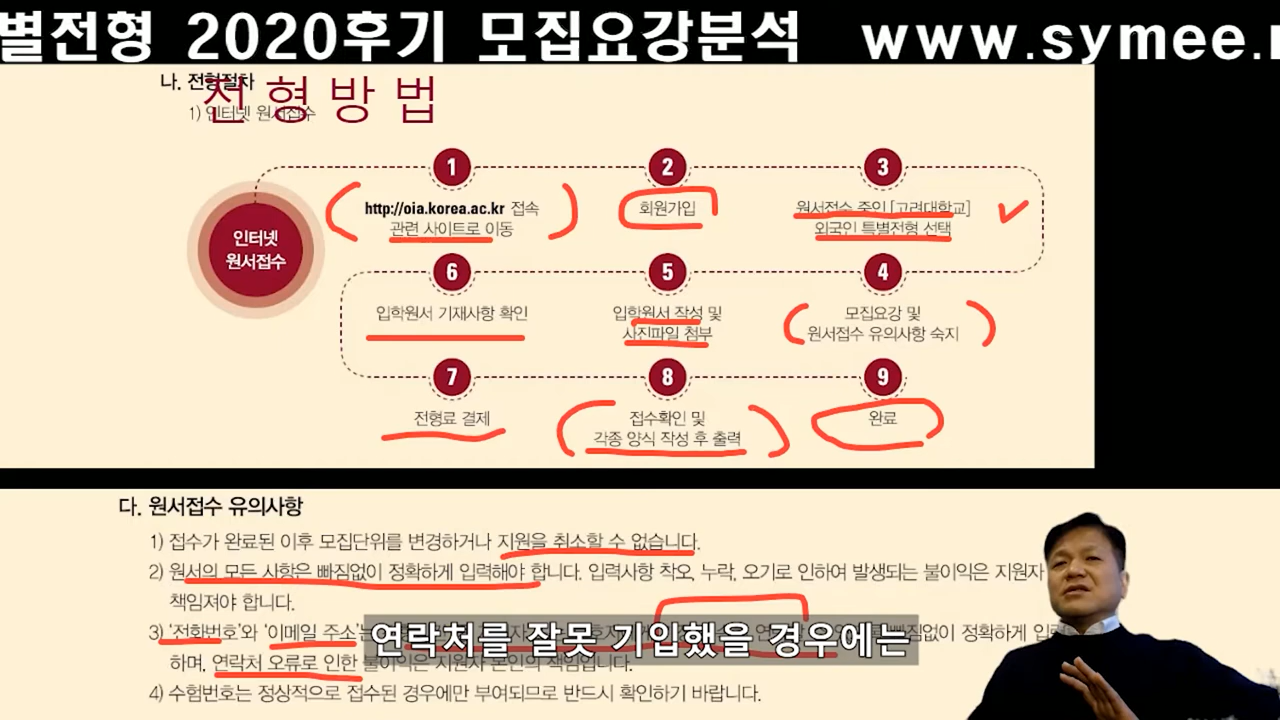 별전형 2020후기 모집요강분석 www.symee.
나. 전형절차
전형방법
1) 인터넷 원서접수
인터넷
원서접수
1
http://oia.korea.ac.kr 접속
관련 사이트로 이동
2
회원가입
3
원서접수 중인 [고려대학교]
외국인 특별전형 선택
6
입학원서 기재사항 확인
5
입학원서 작성 및
사진파일 첨부
4
모집요강 및
원서접수 유의사항 숙지
7
전형료 결제
8
접수확인 및
각종 양식 작성 후 출력
9
완료
다. 원서접수 유의사항
1) 접수가 완료된 이후 모집단위를 변경하거나 지원을 취소할 수 없습니다.
2) 원서의 모든 사항은 빠짐없이 정확하게 입력해야 합니다. 입력사항 착오, 누락, 오기로 인하여 발생되는 불이익은 지원자
책임져야 합니다.
3) '전화번호'와 '이메일 주소'는 빠짐없이 정확하게
연락처를 잘못 기입했을 경우에는
하며, 연락처 오류로 인한 불이익은 지원자 본인의 책임입니다.
4) 수험번호는 정상적으로 접수된 경우에만 부여되므로 반드시 확인하기 바랍니다.